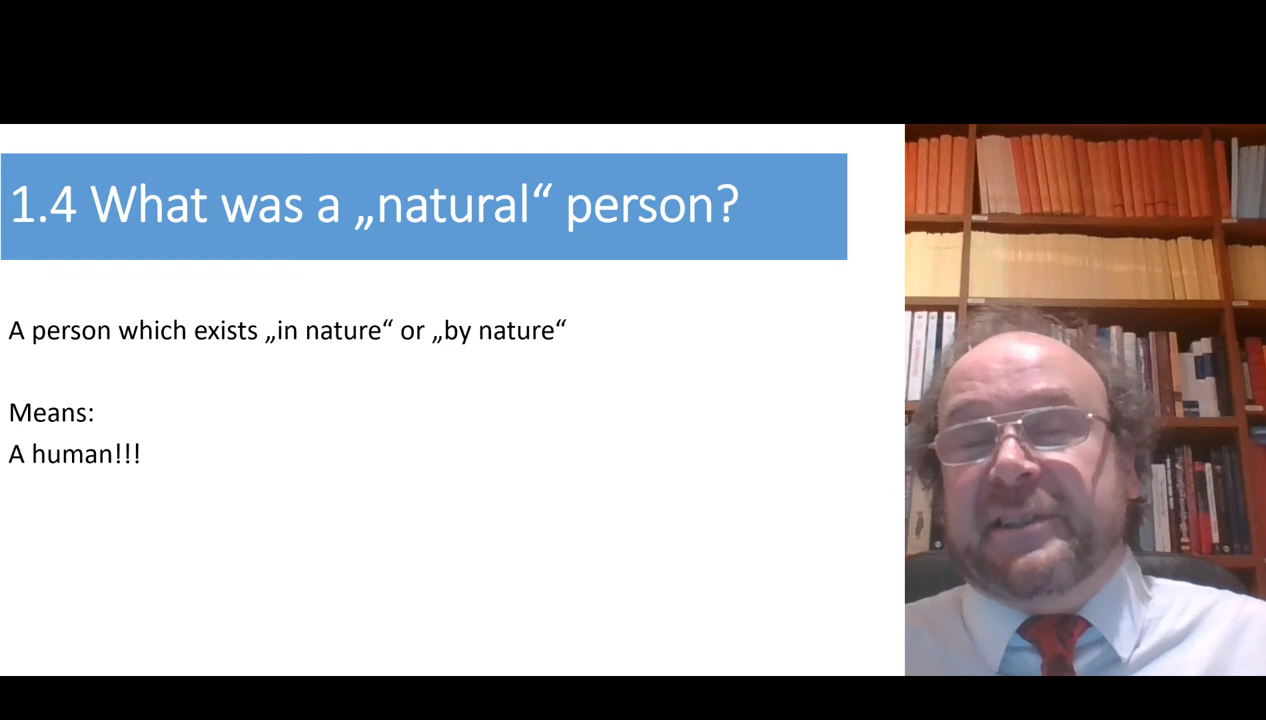 1.4 What was a „natural“ person?
A person which exists „in nature“ or „by nature“
Means:
A human!!!